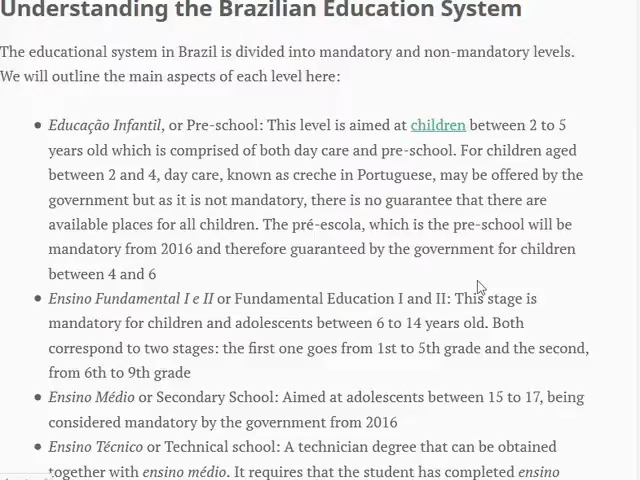 Understanding the Brazilian Education System
The educational system in Brazil is divided into mandatory and non-mandatory levels.
We will outline the main aspects of each level here:
• Educação Infantil, or Pre-school: This level is aimed at children between 2 to 5
years old which is comprised of both day care and pre-school. For children aged
between 2 and 4, day care, known as creche in Portuguese, may be offered by the
government but as it is not mandatory, there is no guarantee that there are
available places for all children. The pré-escola, which is the pre-school will be
mandatory from 2016 and therefore guaranteed by the government for children
between 4 and 6
• Ensino Fundamental I e II or Fundamental Education I and II: This stage is
mandatory for children and adolescents between 6 to 14 years old. Both
correspond to two stages: the first one goes from 1st to 5th grade and the second,
from 6th to 9th grade
• Ensino Médio or Secondary School: Aimed at adolescents between 15 to 17, being
considered mandatory by the government from 2016
• Ensino Técnico or Technical school: A technician degree that can be obtained
together with ensino médio. It requires that the student has completed ensino